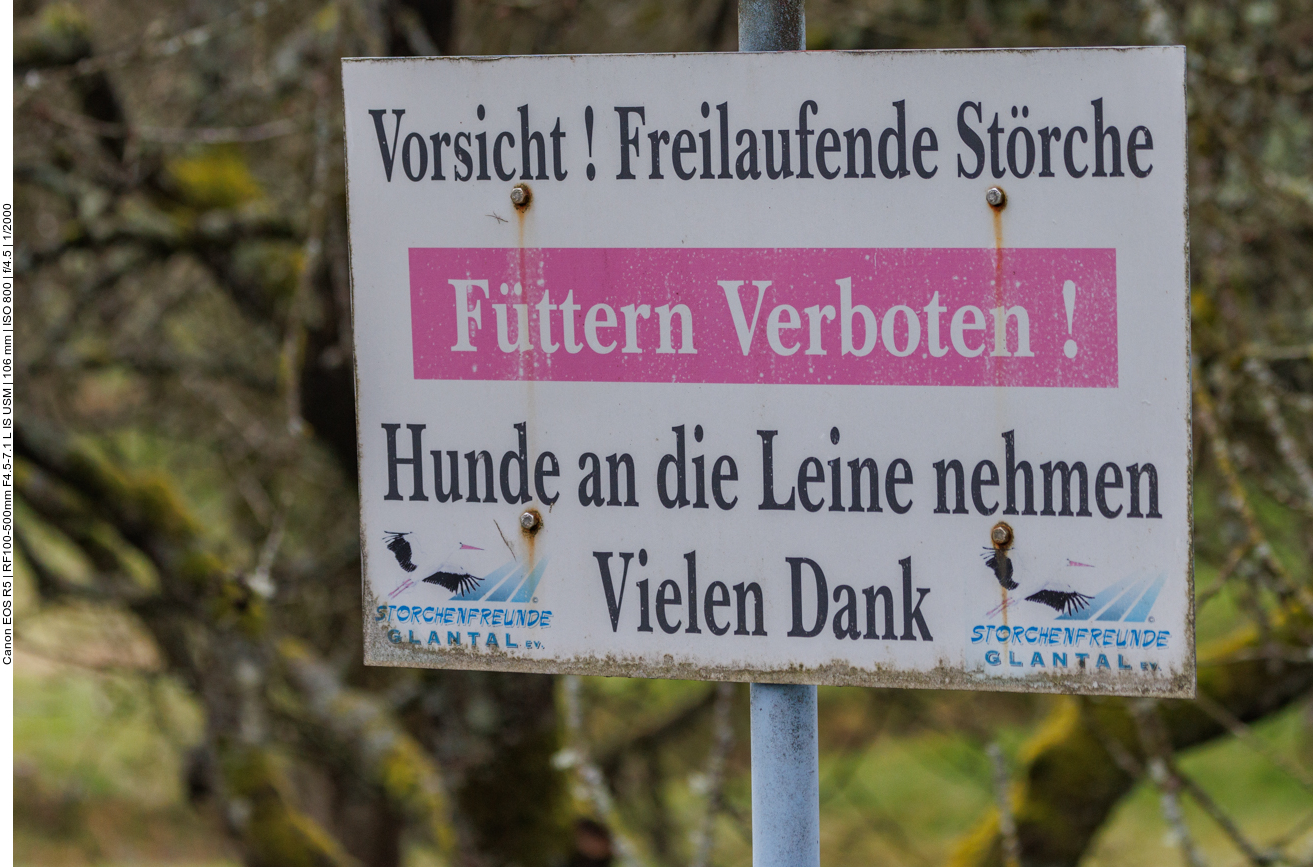 Vorsicht ! Freilaufende Störche
Füttern Verboten !
Hunde an die Leine nehmen
Vielen Dank
STORCHENFREUNDE
GLANTAL e.V.
STORCHENFREUNDE
GLANTAL e.V.
Canon EOS R5 | RF100-500mm F4.5-7.1 L IS USM | 106 mm | ISO 800 | f/4.5 | 1/2000